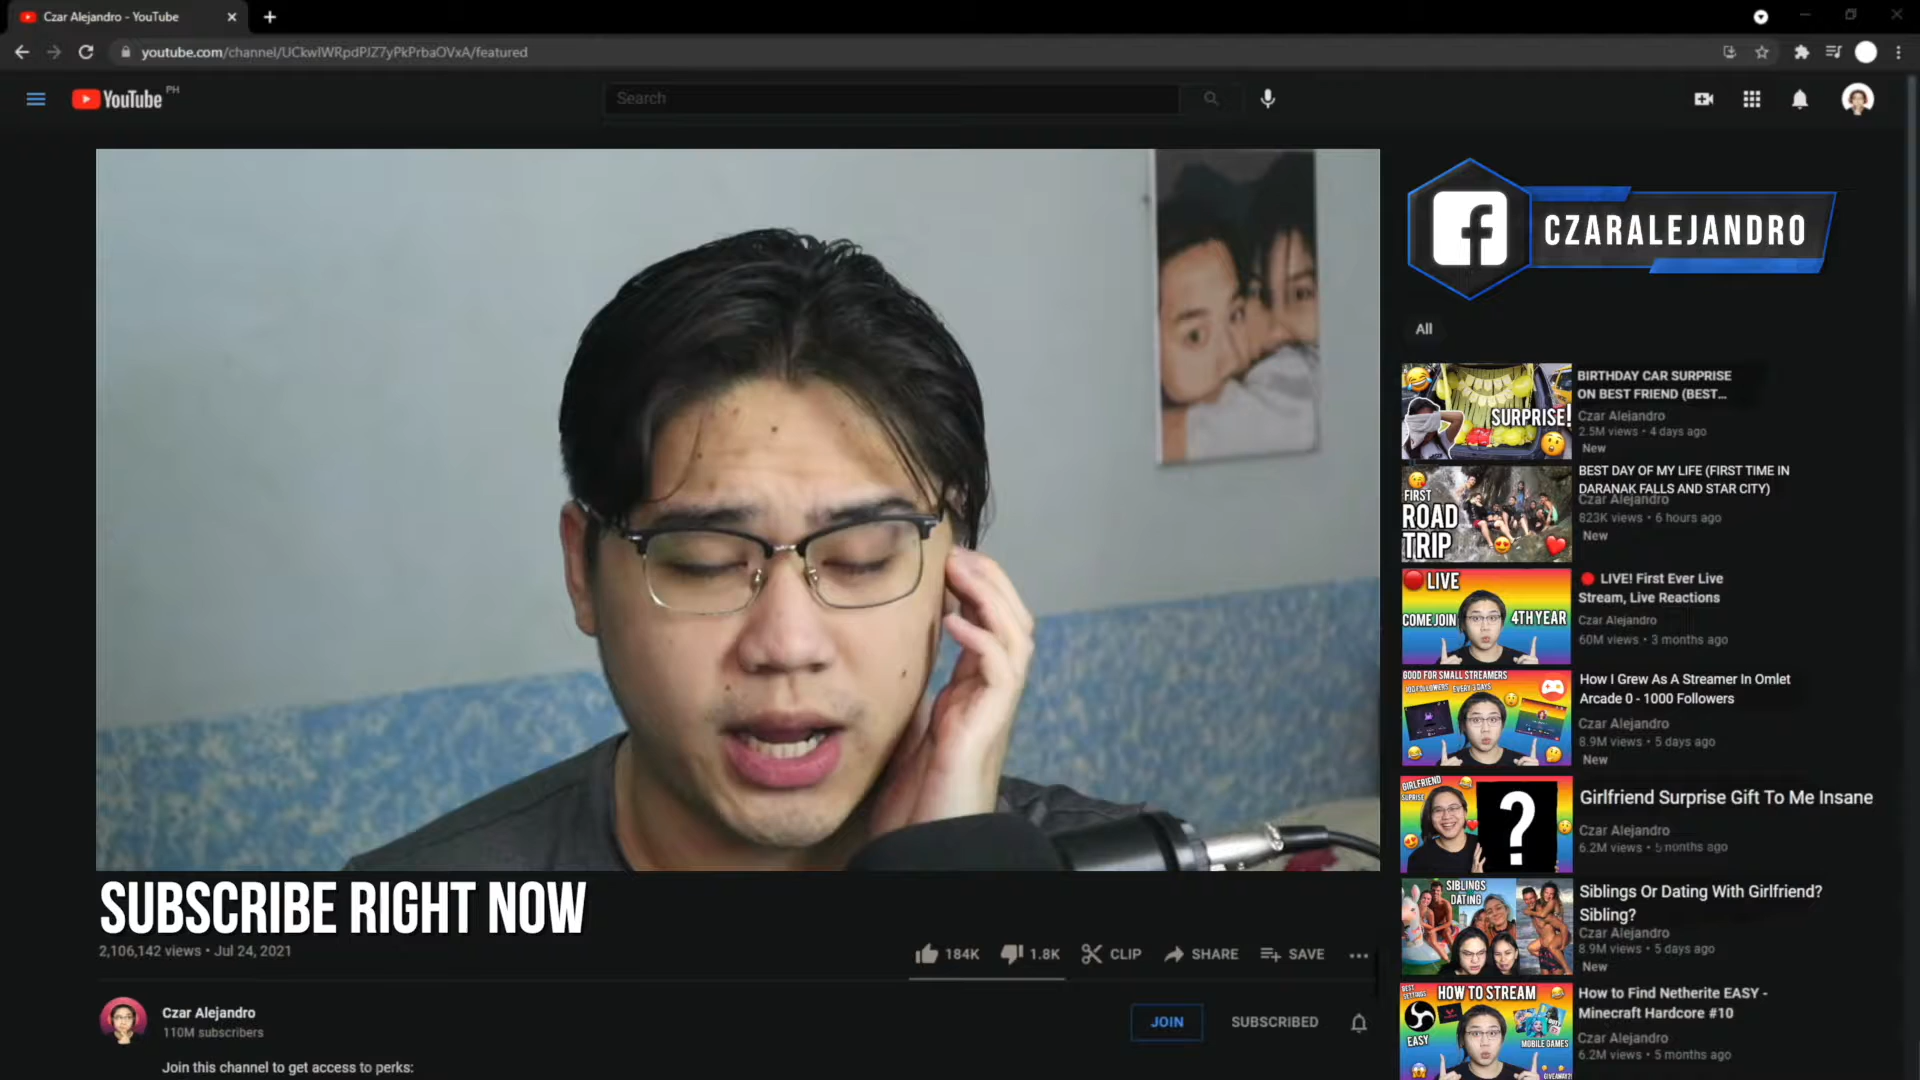 Czar Alejandro - YouTube
youtube.com/channel/UCkwIWRpdPJZ7yPkPrbaOVxA/featured
YouTube PH
Search
CZARALEJANDRO
All
SURPRISE!
BIRTHDAY CAR SURPRISE
ON BEST FRIEND (BEST...
Czar Alejandro
2.5M views • 4 days ago
New
FIRST
ROAD
TRIP
BEST DAY OF MY LIFE (FIRST TIME IN
DARANAK FALLS AND STAR CITY)
Czar Alejandro
823K views • 6 hours ago
New
LIVE
COME JOIN
4TH YEAR
LIVE! First Ever Live
Stream, Live Reactions
Czar Alejandro
60M views • 3 months ago
GOOD FOR SMALL STREAMERS
100 FOLLOWERS EVERY 3 DAYS
How I Grew As A Streamer In Omlet
Arcade 0 - 1000 Followers
Czar Alejandro
8.9M views • 5 days ago
New
GIRLFRIEND
SUPRISE
?
Girlfriend Surprise Gift To Me Insane
Czar Alejandro
6.2M views • 5 months ago
SIBLINGS
DATING
Siblings Or Dating With Girlfriend?
Sibling?
Czar Alejandro
8.9M views • 5 days ago
New
BEST
HOW TO STREAM
EASY
MOBILE GAMES
GIVEAWAY?
How to Find Netherite EASY -
Minecraft Hardcore #10
Czar Alejandro
6.2M views • 5 months ago
SUBSCRIBE RIGHT NOW
2,106,142 views • Jul 24, 2021
184K
1.8K
CLIP
SHARE
SAVE
Czar Alejandro
110M subscribers
JOIN
SUBSCRIBED
Join this channel to get access to perks: